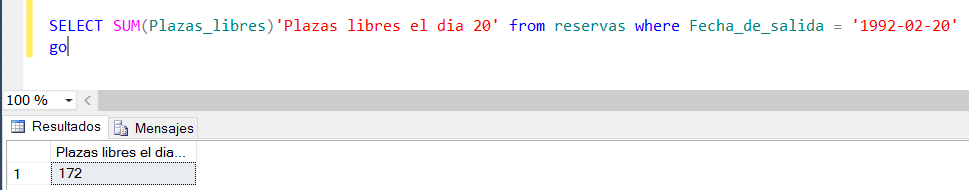 SELECT SUM(Plazas_libres)'Plazas libres el dia 20' from reservas where Fecha_de_salida = '1992-02-20'
go
100 %
Resultados Mensajes
Plazas libres el dia...
1 172